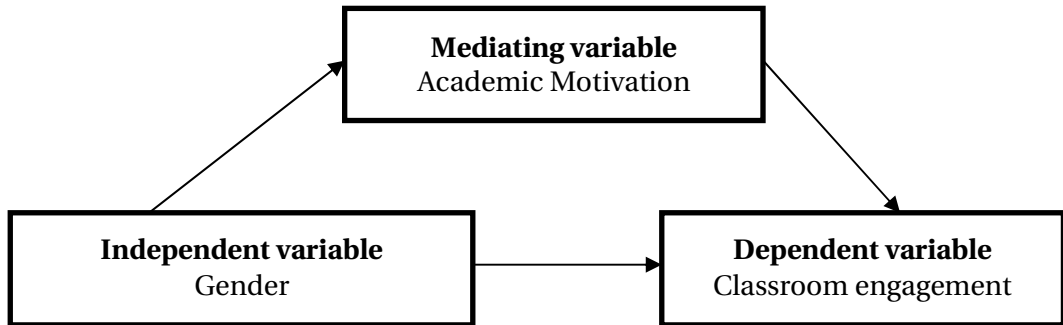 Mediating variable
Academic Motivation
Independent variable
Gender
Dependent variable
Classroom engagement